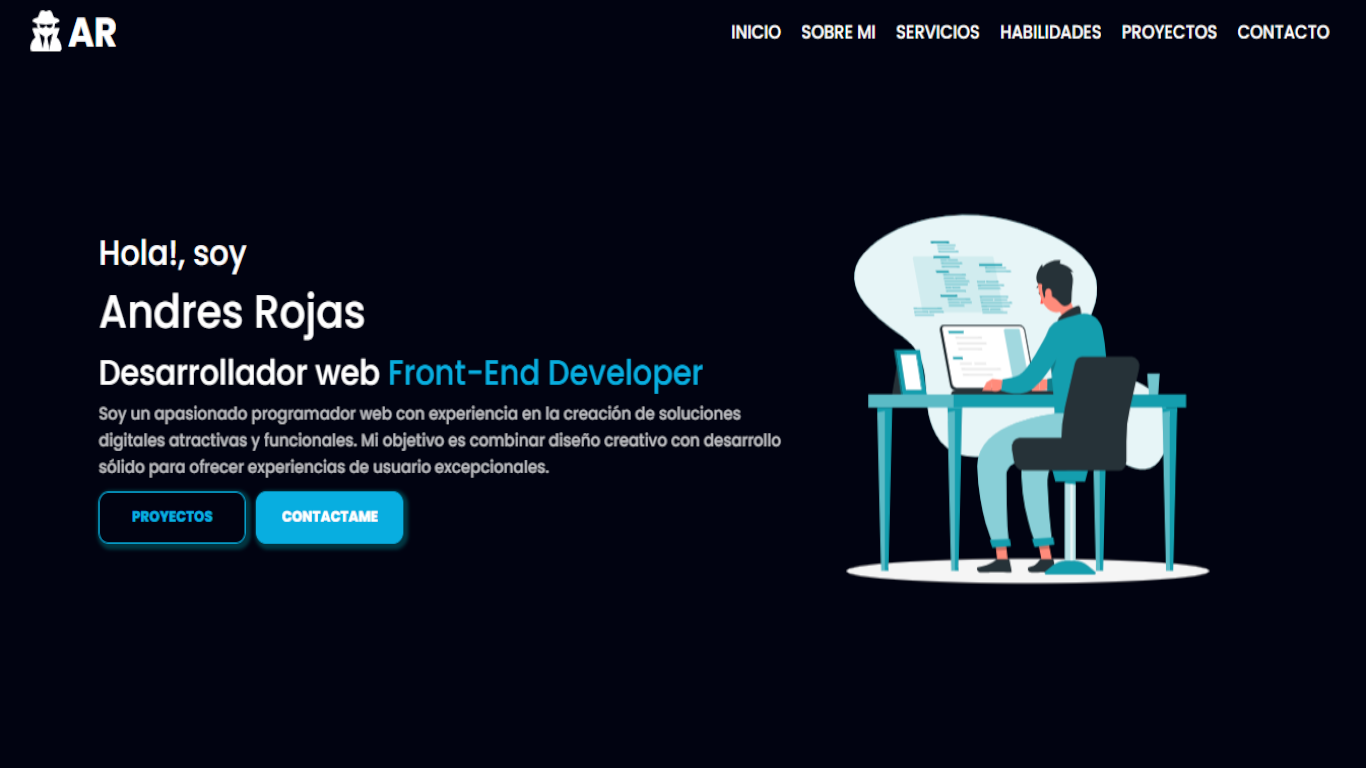 AR
INICIO SOBRE MI SERVICIOS HABILIDADES PROYECTOS CONTACTO
Hola!, soy
Andres Rojas
Desarrollador web Front-End Developer
Soy un apasionado programador web con experiencia en la creación de soluciones
digitales atractivas y funcionales. Mi objetivo es combinar diseño creativo con desarrollo
sólido para ofrecer experiencias de usuario excepcionales.
PROYECTOS CONTACTAME